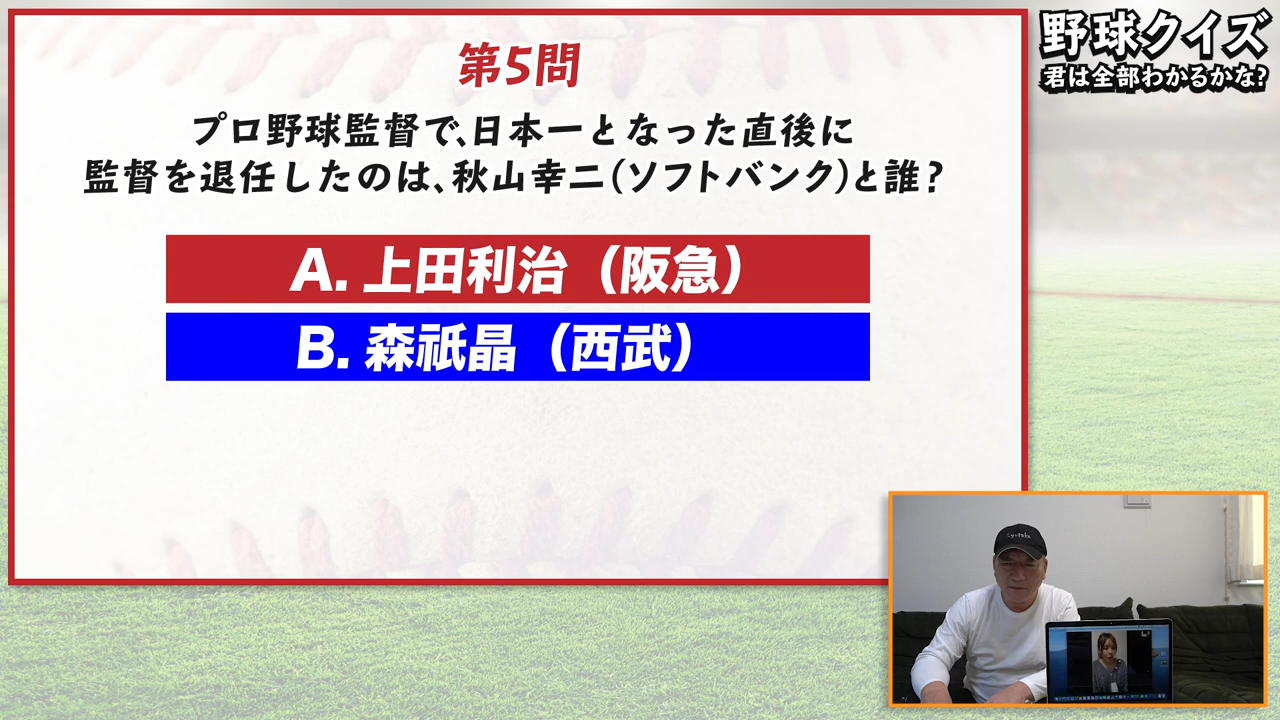 第5問
プロ野球監督で、日本一となった直後に
監督を退任したのは、秋山幸二(ソフトバンク)と誰?
A. 上田利治（阪急）
B. 森祇晶（西武）
野球クイズ
君は全部わかるかな?